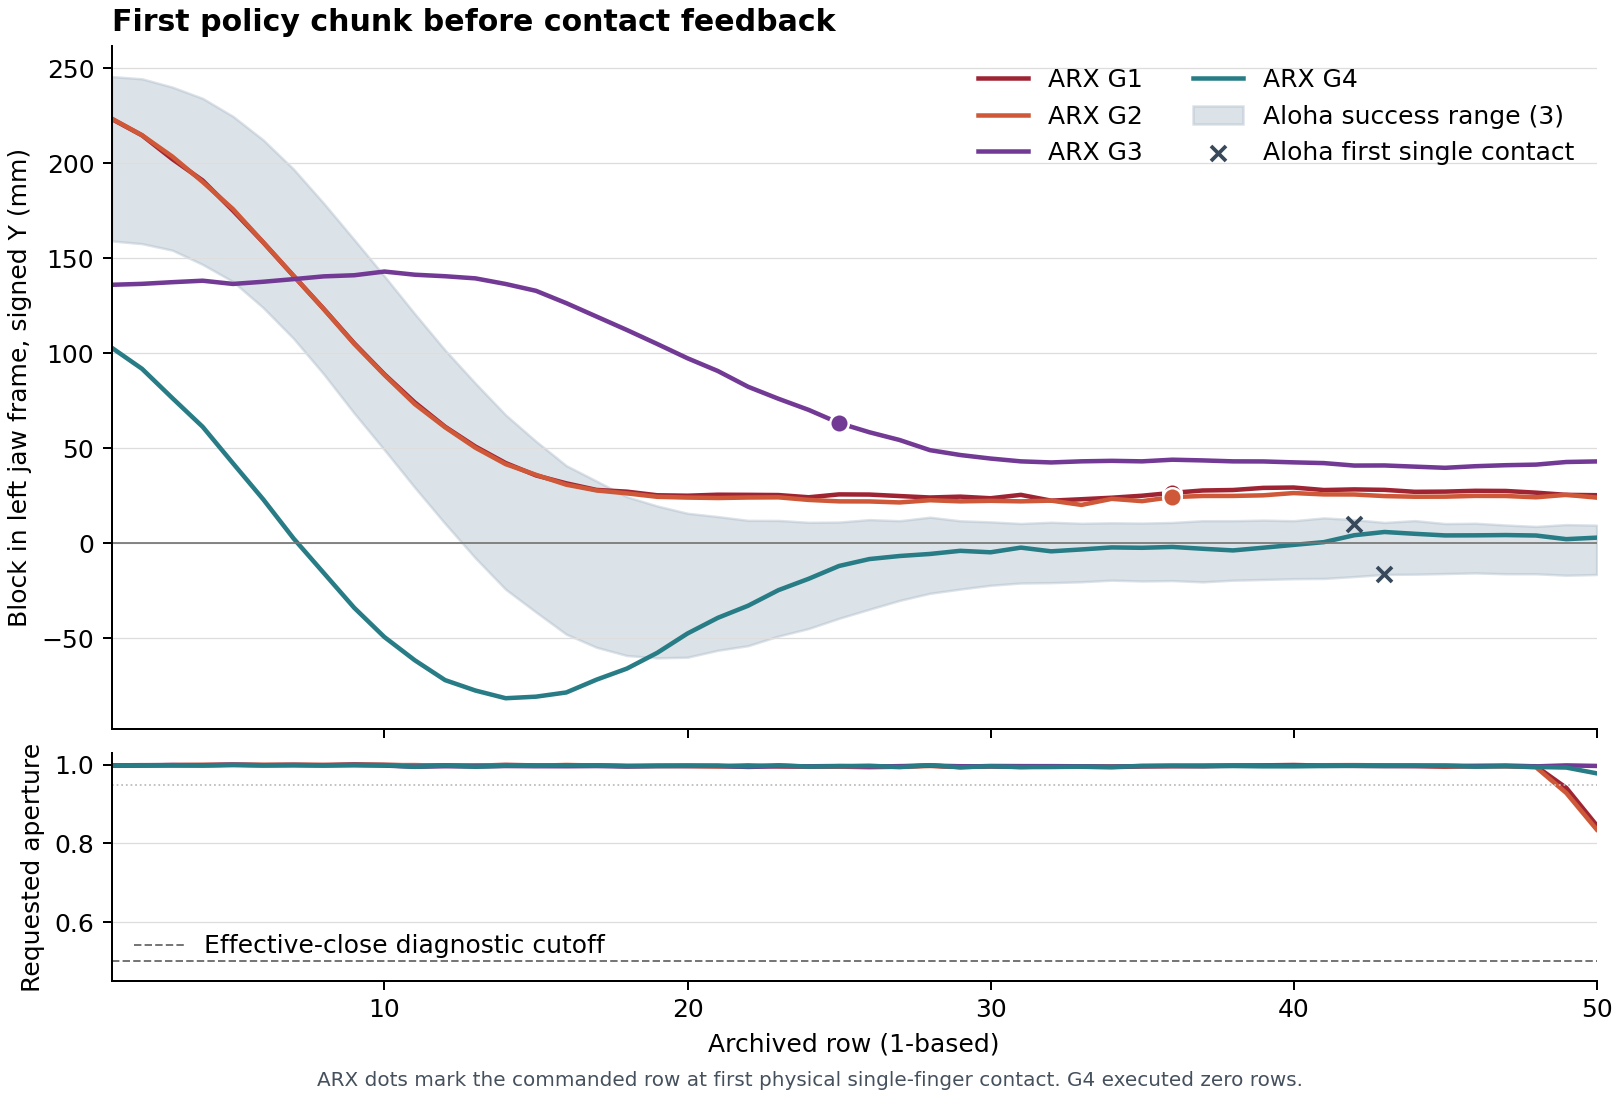 First policy chunk before contact feedback
Block in left jaw frame, signed Y (mm)
250
200
150
100
50
0
−50
ARX G1
ARX G2
ARX G3
ARX G4
Aloha success range (3)
Aloha first single contact
Requested aperture
1.0
0.8
0.6
Effective-close diagnostic cutoff
10
20
30
40
50
Archived row (1-based)
ARX dots mark the commanded row at first physical single-finger contact. G4 executed zero rows.